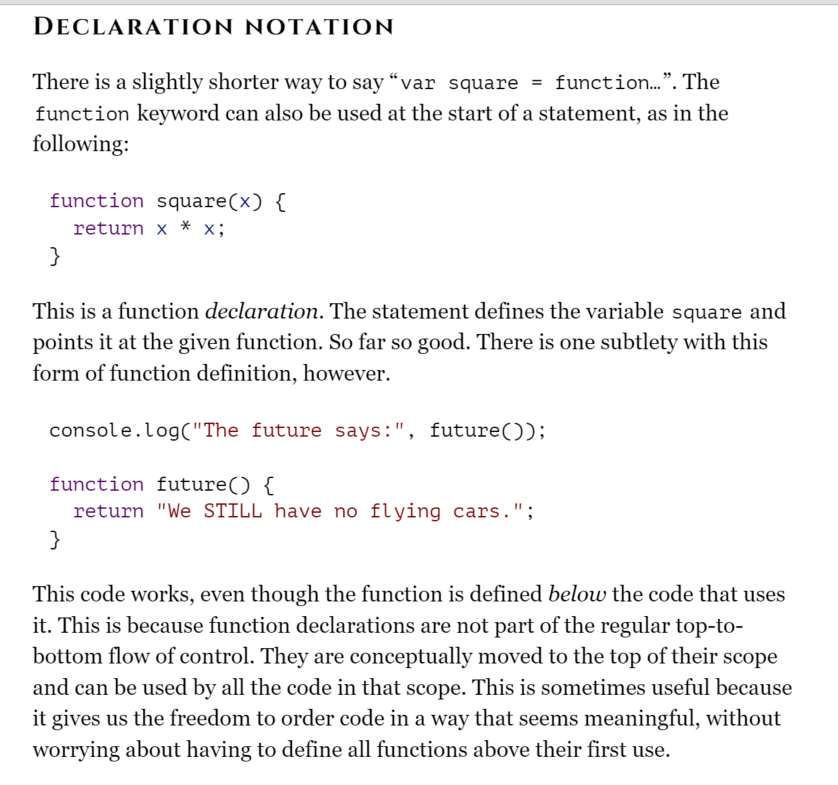 DECLARATION NOTATION
There is a slightly shorter way to say “var square = function…”. The
function keyword can also be used at the start of a statement, as in the
following:
function square(x) {
  return x * x;
}
This is a function declaration. The statement defines the variable square and
points it at the given function. So far so good. There is one subtlety with this
form of function definition, however.
console.log("The future says:", future());
function future() {
  return "We STILL have no flying cars.";
}
This code works, even though the function is defined below the code that uses
it. This is because function declarations are not part of the regular top-to-
bottom flow of control. They are conceptually moved to the top of their scope
and can be used by all the code in that scope. This is sometimes useful because
it gives us the freedom to order code in a way that seems meaningful, without
worrying about having to define all functions above their first use.